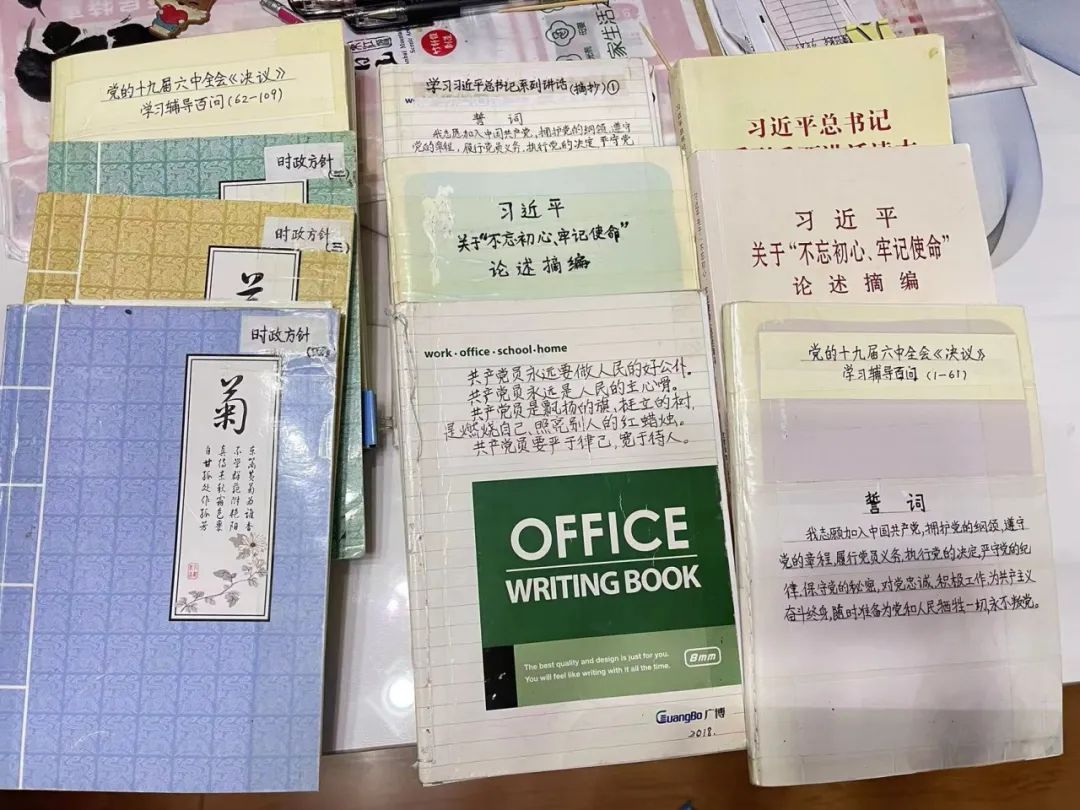 党的十九届六中全会《决议》
学习辅导百问(62-109)
时政方针
(二)
时政方针
(三)
菊
时政方针
菊
东篱黄菊为谁香
不学群葩附艳阳
直待素秋霜色裹
自甘孤处作孤芳
学习习近平总书记系列讲话(摘抄)①
誓词
我志愿加入中国共产党,拥护党的纲领,遵守
党的章程,履行党员义务,执行党的决定,严守党
习近平
关于“不忘初心、牢记使命”
论述摘编
work·office·school·home
共产党员永远要做人民的好公仆。
共产党员永远是人民的主心骨。
共产党员是飘扬的旗、挺立的树,
是燃烧自己、照亮别人的红蜡烛。
共产党员要严于律己,宽于待人。
OFFICE
WRITING BOOK
The best quality and design is just for you.
You will feel like writing with it all the time.
8mm
GuangBo广博
2018.
习近平总书记
习近平
关于“不忘初心、牢记使命”
论述摘编
党的十九届六中全会《决议》
学习辅导百问(1-61)
誓词
我志愿加入中国共产党,拥护党的纲领,遵守
党的章程,履行党员义务,执行党的决定,严守党的纪
律,保守党的秘密,对党忠诚,积极工作,为共产主义
奋斗终身,随时准备为党和人民牺牲一切,永不叛党。
家生活